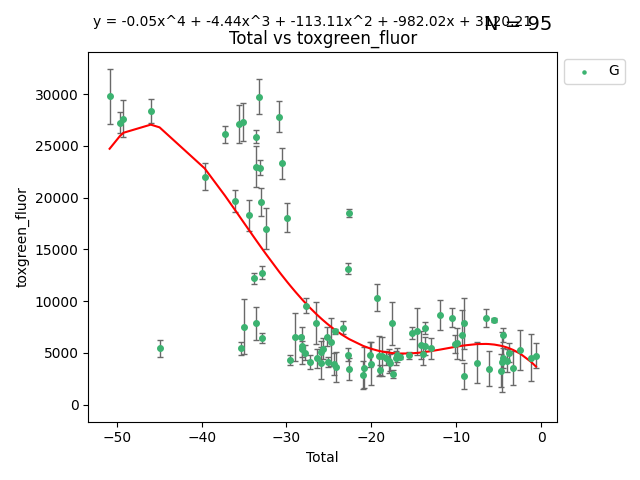 y = -0.05x^4 + -4.44x^3 + -113.11x^2 + -982.02x + 3120.21
N = 95
Total vs toxgreen_fluor
G
30000
25000
20000
15000
10000
5000
0
toxgreen_fluor
−50 −40 −30 −20 −10 0
Total